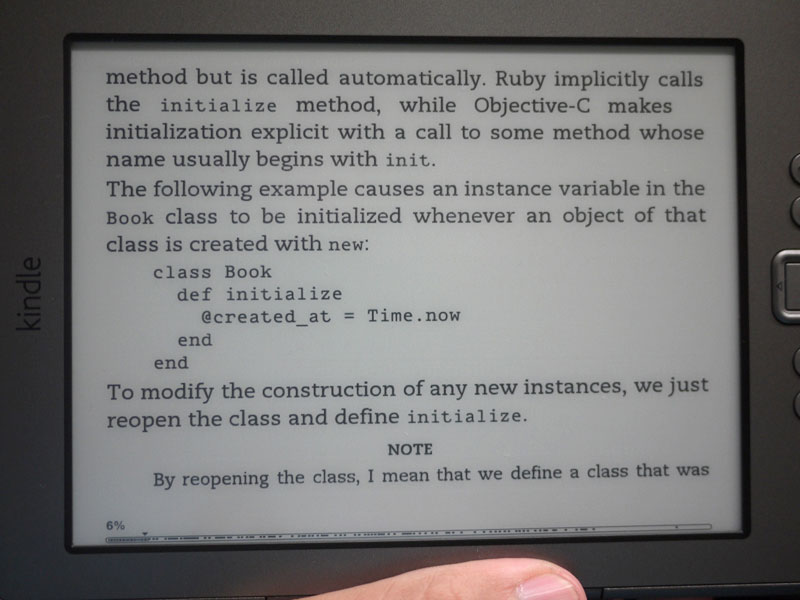 kindle
method but is called automatically. Ruby implicitly calls
the initialize method, while Objective-C makes
initialization explicit with a call to some method whose
name usually begins with init.
The following example causes an instance variable in the
Book class to be initialized whenever an object of that
class is created with new:
class Book
def initialize
@created_at = Time.now
end
end
To modify the construction of any new instances, we just
reopen the class and define initialize.
NOTE
By reopening the class, I mean that we define a class that was
6%